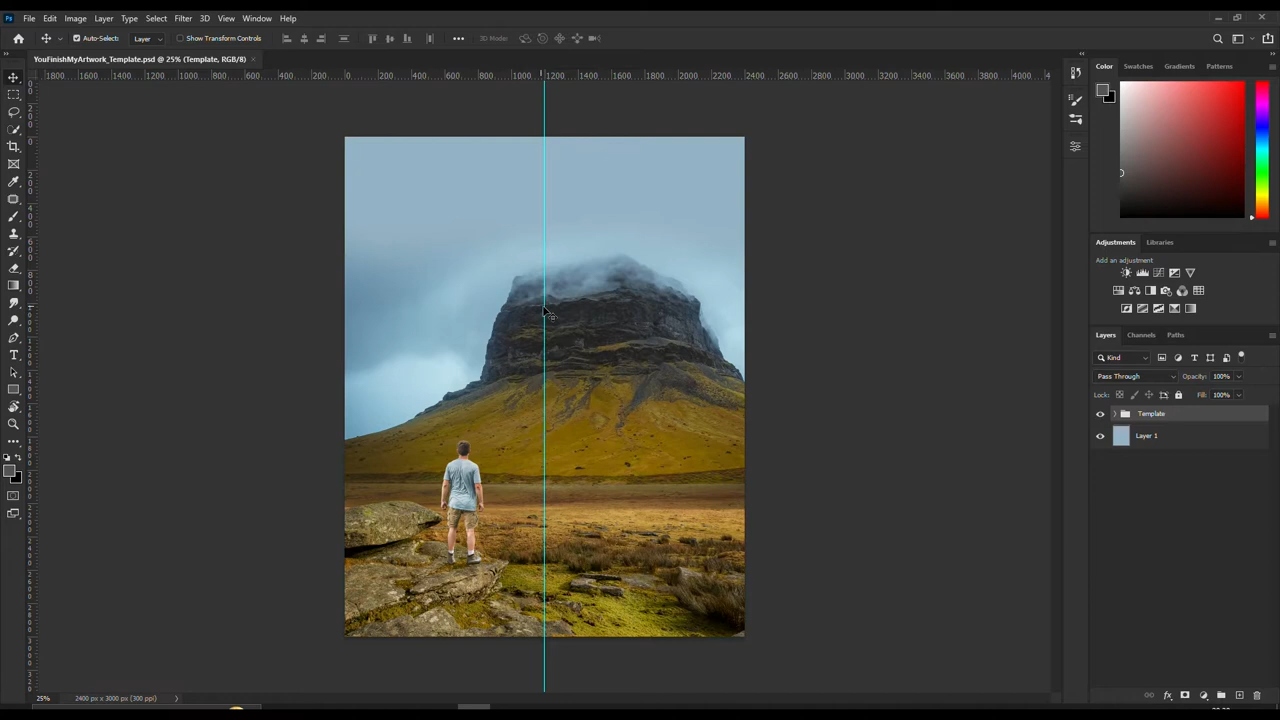 Ps File Edit Image Layer Type Select Filter 3D View Window Help
Auto-Select: Layer Show Transform Controls 3D Mode:
YouFinishMyArtwork_Template.psd @ 25% (Template, RGB/8)
1800 1600 1400 1200 1000 800 600 400 200 0 200 400 600 800 1000 1200 1400 1600 1800 2000 2200 2400 2600 2800 3000 3200 3400 3600 3800 4000
Color Swatches Gradients Patterns
Adjustments Libraries
Add an adjustment
Layers Channels Paths
Kind
Pass Through Opacity: 100%
Lock: Fill: 100%
Template
Layer 1
25% 2400 px x 3000 px (300 ppi)